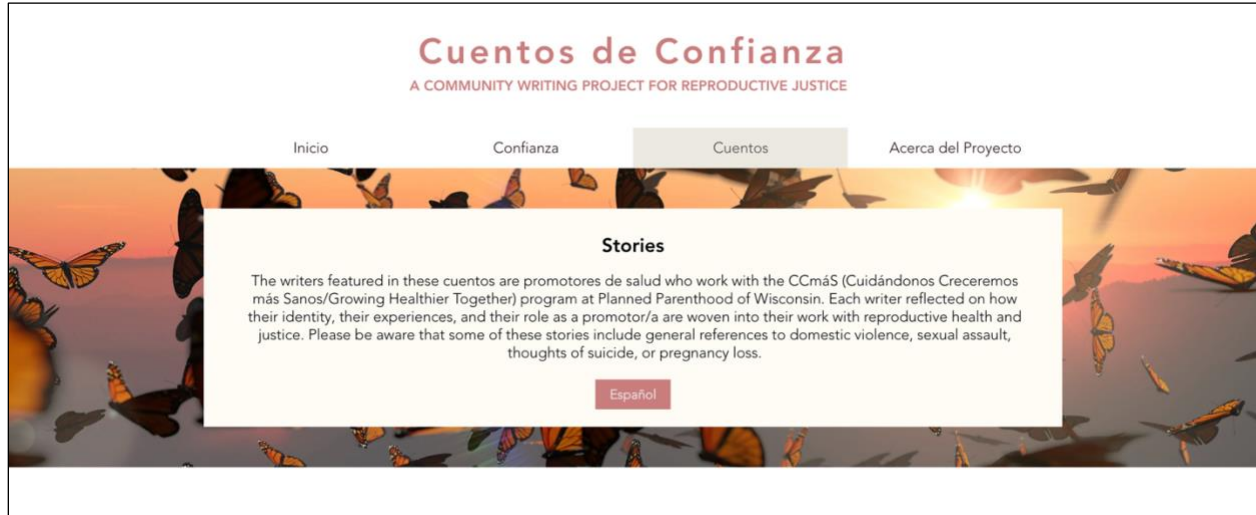 Cuentos de Confianza
A COMMUNITY WRITING PROJECT FOR REPRODUCTIVE JUSTICE
Inicio
Confianza
Cuentos
Acerca del Proyecto
Stories
The writers featured in these cuentos are promotores de salud who work with the CCmáS (Cuidándonos Creceremos
más Sanos/Growing Healthier Together) program at Planned Parenthood of Wisconsin. Each writer reflected on how
their identity, their experiences, and their role as a promotor/a are woven into their work with reproductive health and
justice. Please be aware that some of these stories include general references to domestic violence, sexual assault,
thoughts of suicide, or pregnancy loss.
Español